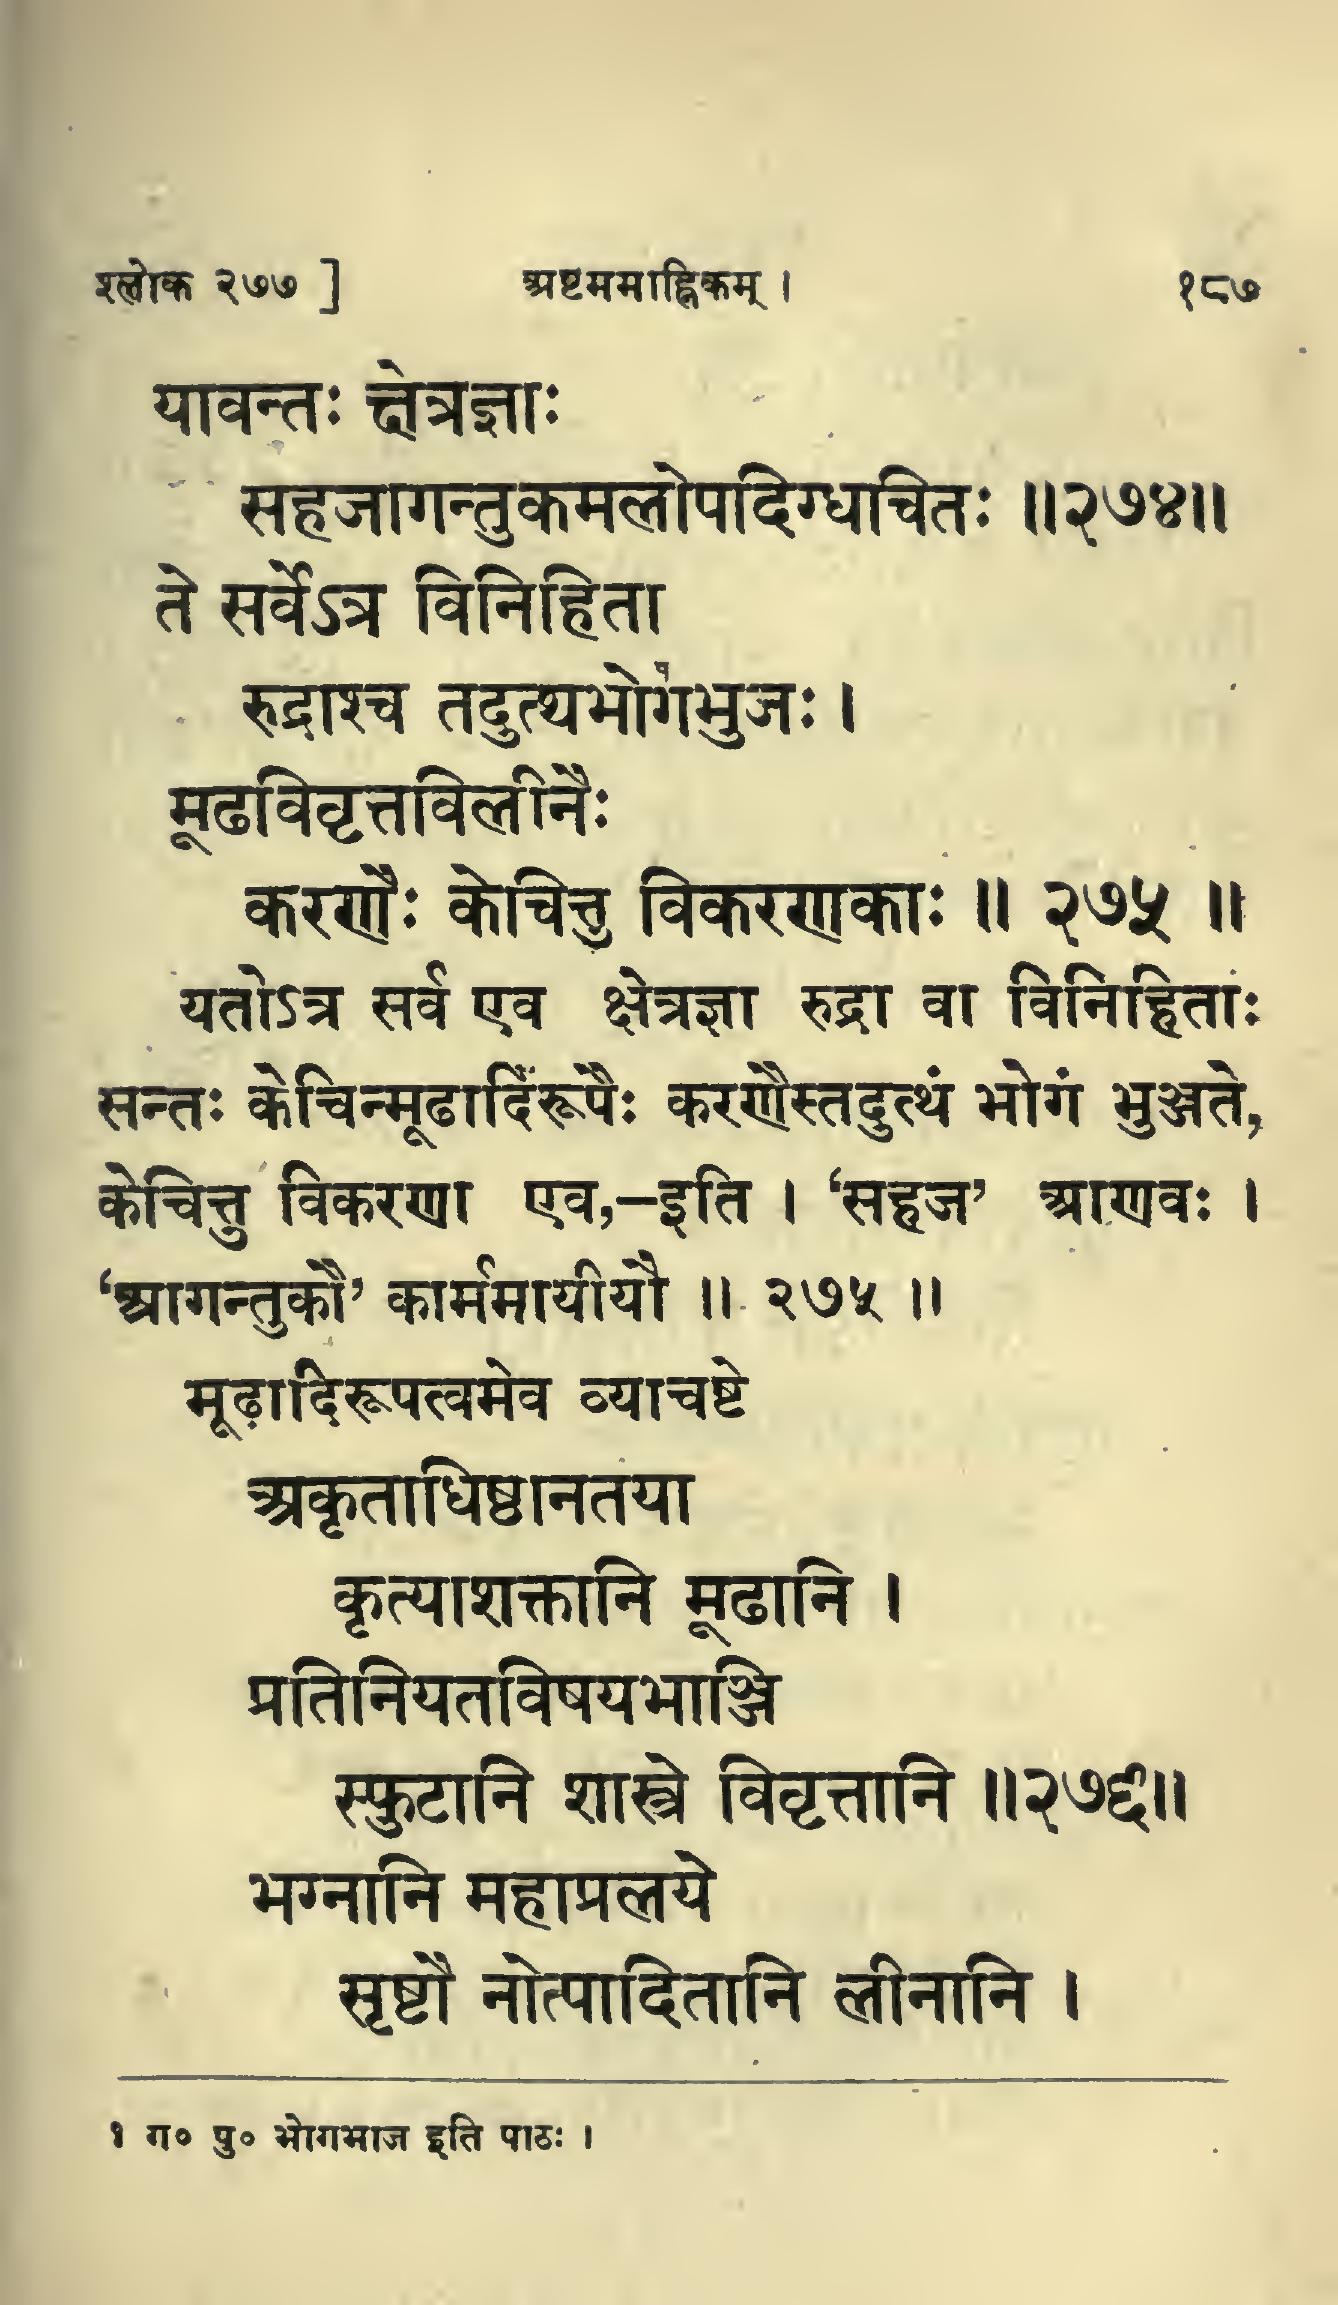 श्लोक २७७ ] अष्टममाह्निकम् । १८७
यावन्तः क्षेत्रज्ञाः
सहजागन्तुकमलोपदिग्धचितः ॥२७४॥
ते सर्वेऽत्र विनिहिता
रुद्राश्च तदुत्थभोग१भुजः ।
मूढविवृत्तविलीनैः
करणैः केचित्तु विकरणकाः ॥ २७५ ॥
यतोऽत्र सर्व एव क्षेत्रज्ञा रुद्रा वा विनिहिताः
सन्तः केचिन्मूढादिरूपैः करणैस्तदुत्थं भोगं भुञ्जते,
केचित्तु विकरणा एव,—इति । ‘सहज’ आणवः ।
‘आगन्तुकौ’ कार्ममायीयौ ॥ २७५ ॥
मूढ़ादिरूपत्वमेव व्याचष्टे
अकृताधिष्ठानतया
कृत्याशक्तानि मूढानि ।
प्रतिनियतविषयभाञ्जि
स्फुटानि शास्त्रे विवृत्तानि ॥२७६॥
भग्नानि महाप्रलये
सृष्टौ नोत्पादितानि लीनानि ।
१ ग० पु० भोगभाज इति पाठः ।